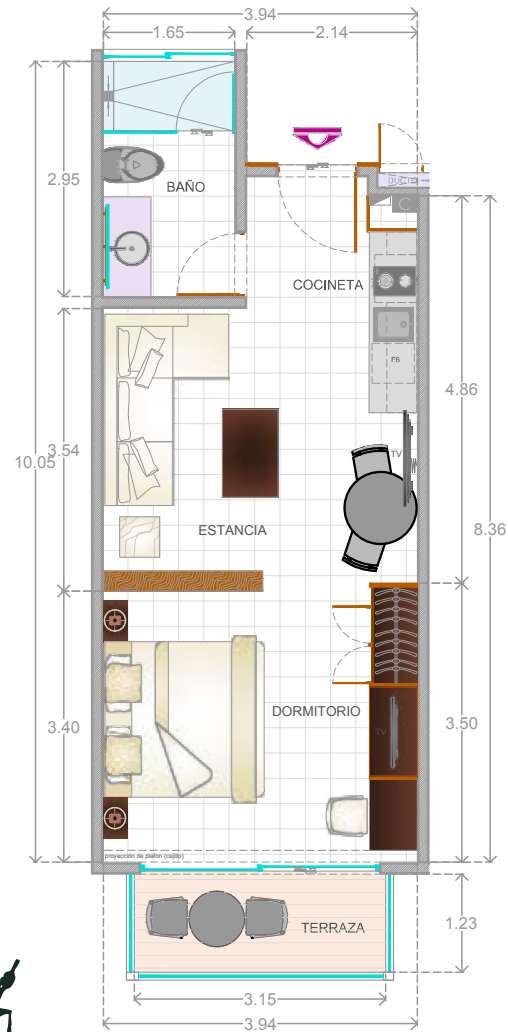 3.94
1.65
2.14
2.95
BAÑO
DUCTO
C
COCINETA
FB
4.86
10.05
3.54
TV
ESTANCIA
8.36
DORMITORIO
3.40
TV
3.50
proyección de plafon (cajillo)
TERRAZA
1.23
3.15
3.94